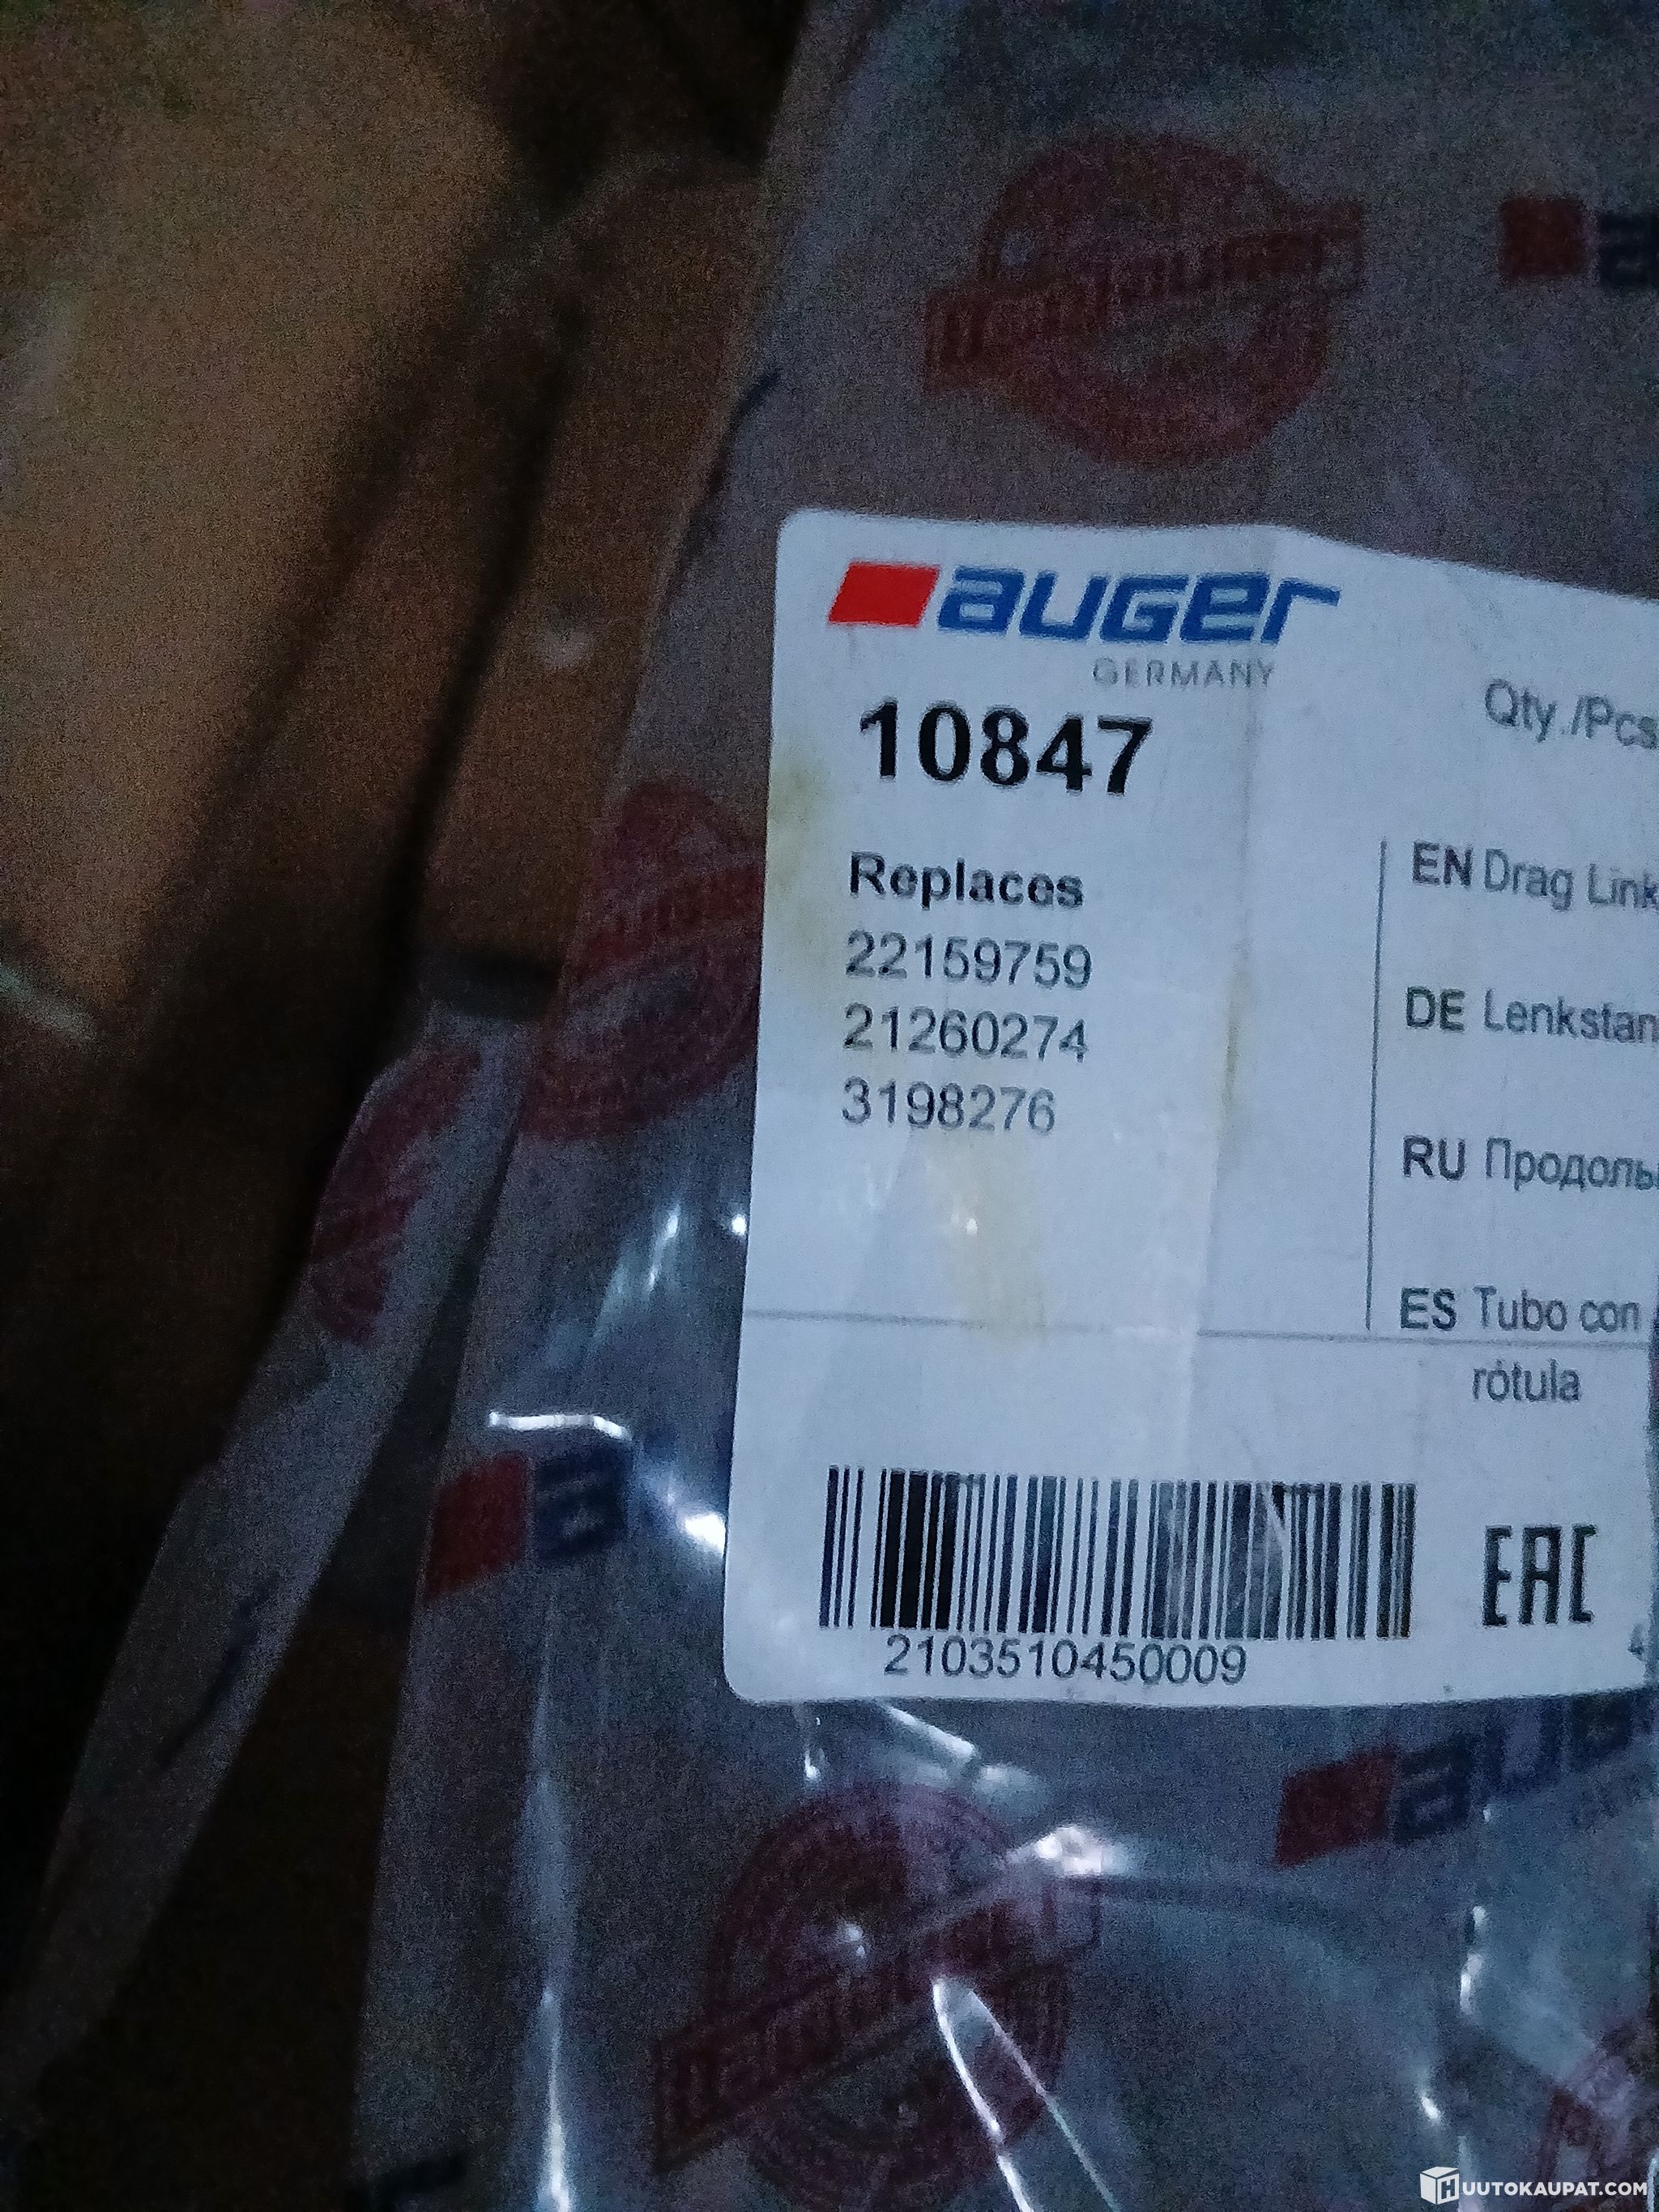 auger
GERMANY
10847
Qty./Pcs
Replaces
22159759
21260274
3198276
EN Drag Link
DE Lenkstan
RU Продоль
ES Tubo con
rótula
2103510450009
EAC
HUUTOKAUPAT.COM